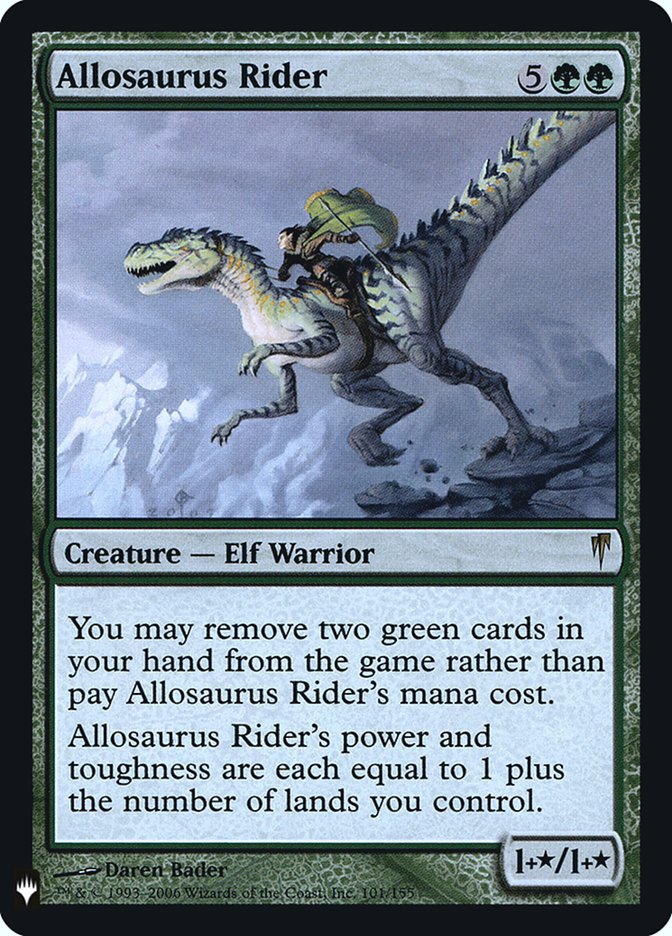 Allosaurus Rider 5
Creature — Elf Warrior
You may remove two green cards in
your hand from the game rather than
pay Allosaurus Rider's mana cost.
Allosaurus Rider's power and
toughness are each equal to 1 plus
the number of lands you control.
1+★/1+★
Daren Bader
™ & © 1993–2006 Wizards of the Coast, Inc. 101/155